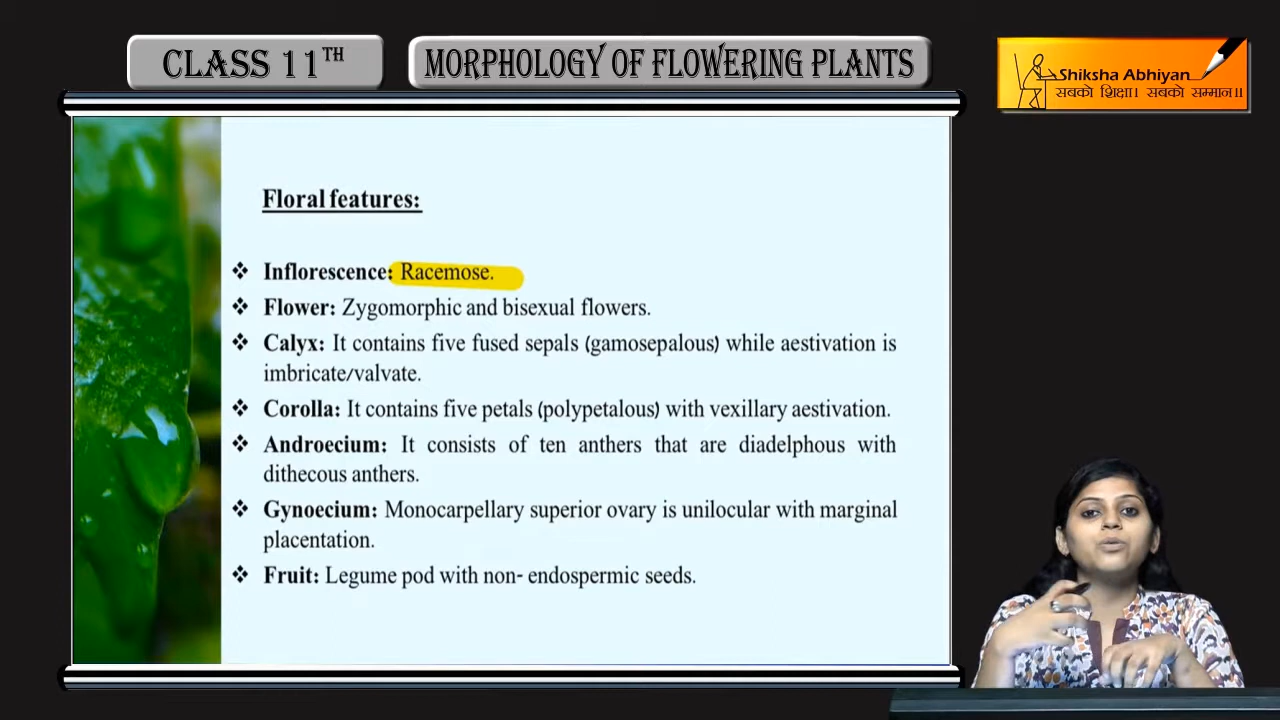 CLASS 11TH
MORPHOLOGY OF FLOWERING PLANTS
Shiksha Abhiyan
सबको शिक्षा। सबको सम्मान।।
Floral features:
❖ Inflorescence: Racemose.
❖ Flower: Zygomorphic and bisexual flowers.
❖ Calyx: It contains five fused sepals (gamosepalous) while aestivation is
imbricate/valvate.
❖ Corolla: It contains five petals (polypetalous) with vexillary aestivation.
❖ Androecium: It consists of ten anthers that are diadelphous with
dithecous anthers.
❖ Gynoecium: Monocarpellary superior ovary is unilocular with marginal
placentation.
❖ Fruit: Legume pod with non- endospermic seeds.